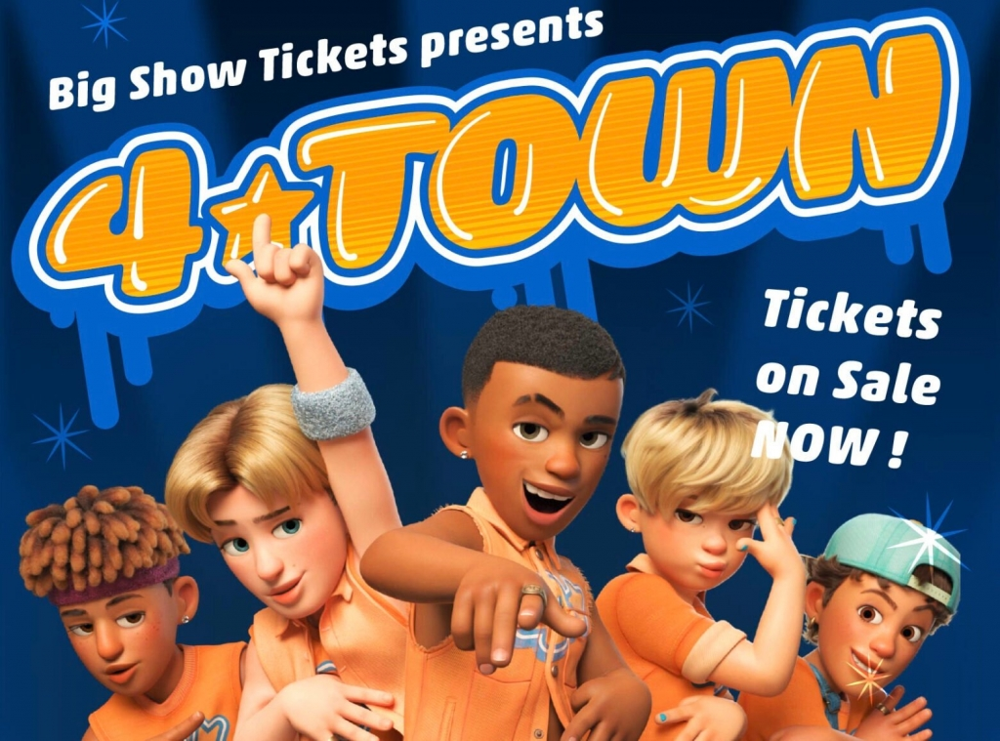 Big Show Tickets presents
4☆TOWN
Tickets
on Sale
NOW!